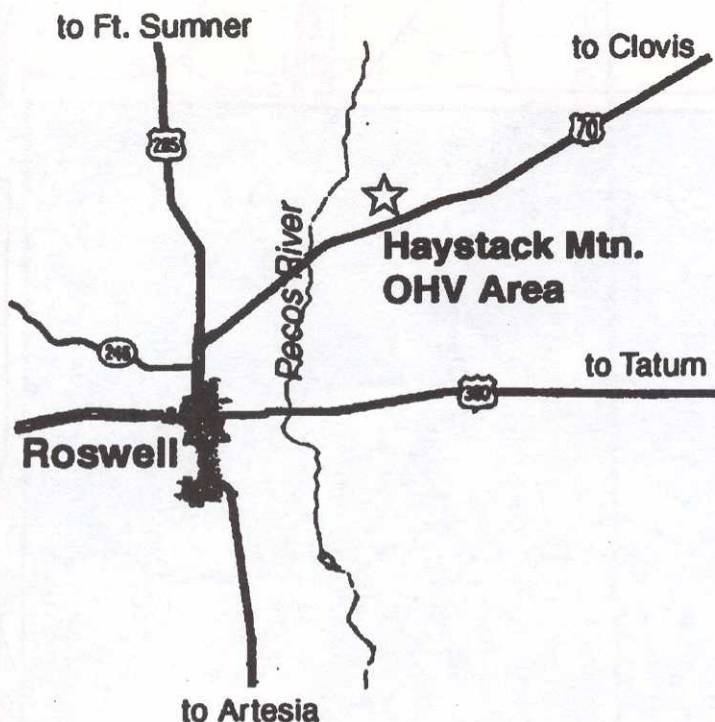 to Ft. Sumner
to Clovis
285
70
Pecos River
Haystack Mtn.
OHV Area
246
to Tatum
380
Roswell
to Artesia